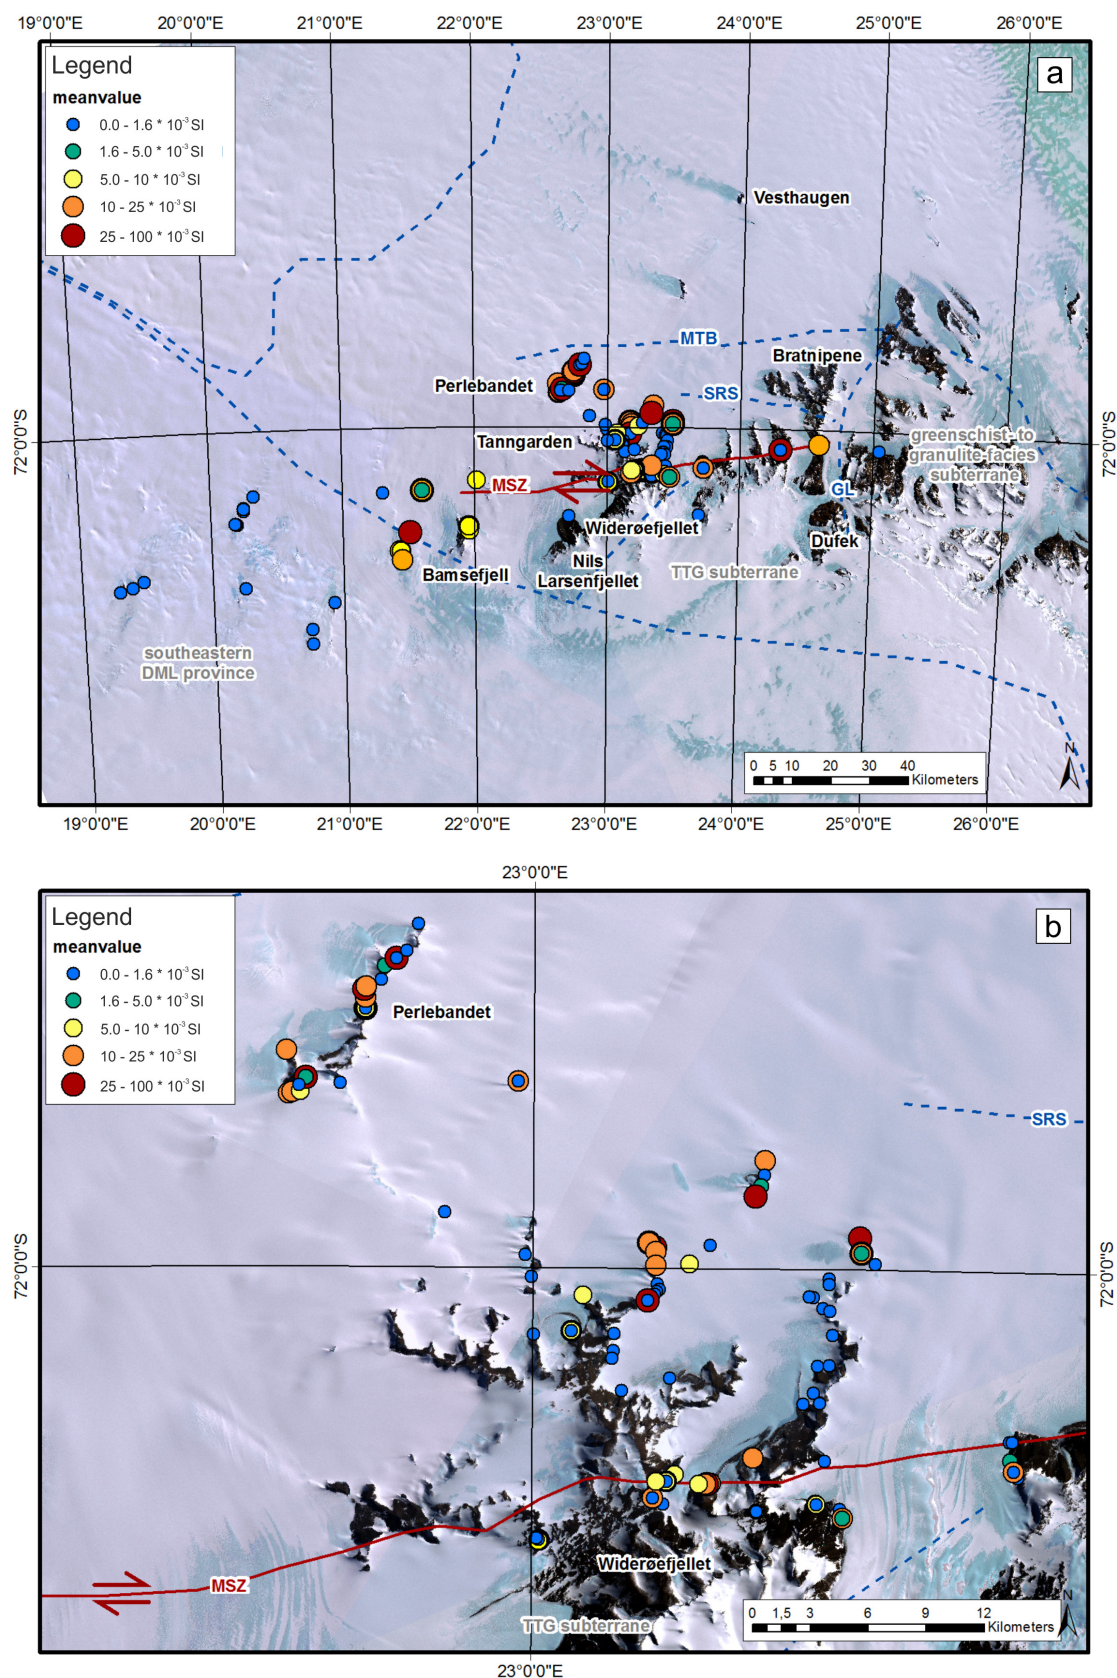 19°0'0"E 20°0'0"E 21°0'0"E 22°0'0"E 23°0'0"E 24°0'0"E 25°0'0"E 26°0'0"E
a
Legend
meanvalue
0.0 - 1.6 * 10⁻³ SI
1.6 - 5.0 * 10⁻³ SI
5.0 - 10 * 10⁻³ SI
10 - 25 * 10⁻³ SI
25 - 100 * 10⁻³ SI
Vesthaugen
MTB
Bratnipene
Perlebandet
SRS
72°0'0"S
Tanngarden
greenschist- to
granulite-facies
subterrane
72°0'0"S
MSZ
GL
Widerøefjellet
Dufek
Nils
Larsenfjellet
Bamsefjell
TTG subterrane
southeastern
DML province
N
0 5 10 20 30 40
Kilometers
19°0'0"E 20°0'0"E 21°0'0"E 22°0'0"E 23°0'0"E 24°0'0"E 25°0'0"E 26°0'0"E
23°0'0"E
b
Legend
meanvalue
0.0 - 1.6 * 10⁻³ SI
1.6 - 5.0 * 10⁻³ SI
5.0 - 10 * 10⁻³ SI
10 - 25 * 10⁻³ SI
25 - 100 * 10⁻³ SI
Perlebandet
SRS
72°0'0"S
72°0'0"S
Widerøefjellet
MSZ
N
0 1,5 3 6 9 12
Kilometers
TTG subterrane
23°0'0"E